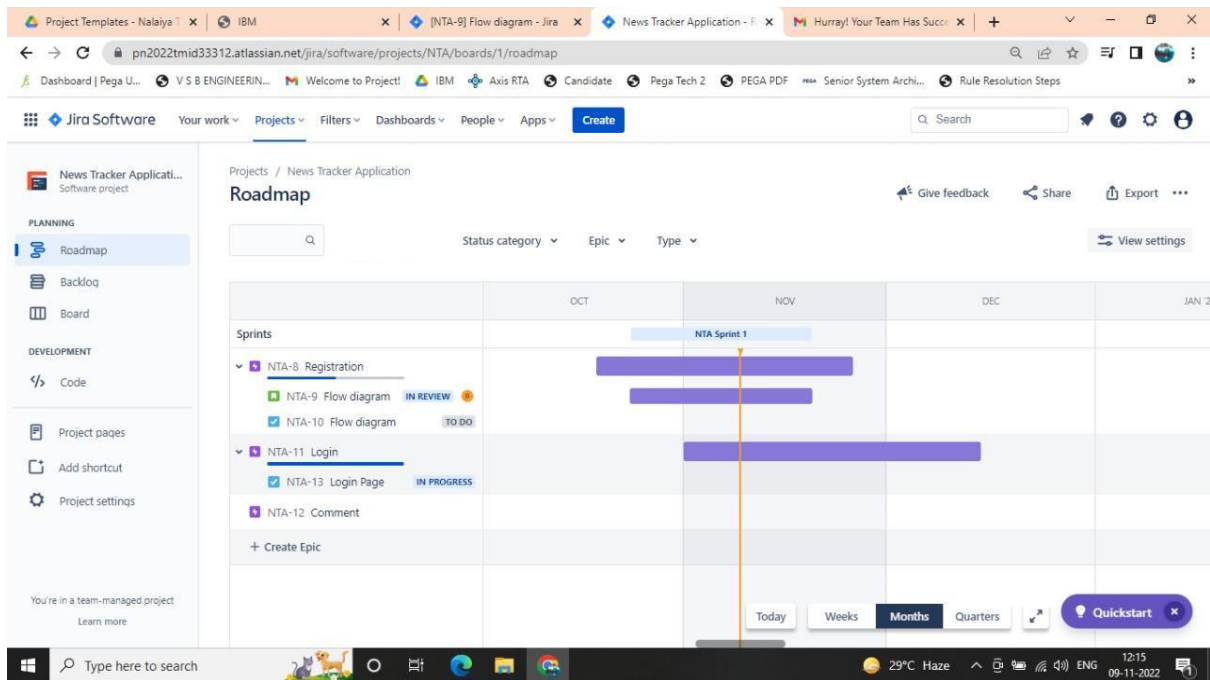 Project Templates - Nalaiya T
IBM
[NTA-9] Flow diagram - Jira
News Tracker Application - R
Hurray! Your Team Has Succe
pn2022tmid33312.atlassian.net/jira/software/projects/NTA/boards/1/roadmap
Dashboard | Pega U... V S B ENGINEERIN... Welcome to Project! IBM Axis RTA Candidate Pega Tech 2 PEGA PDF Senior System Archi... Rule Resolution Steps »
Jira Software Your work Projects Filters Dashboards People Apps Create Search
News Tracker Applicati...
Software project
PLANNING
Roadmap
Backlog
Board
DEVELOPMENT
Code
Project pages
Add shortcut
Project settings
You're in a team-managed project
Learn more
Projects / News Tracker Application
Roadmap
Give feedback Share Export
Status category Epic Type View settings
OCT NOV DEC JAN '2
Sprints NTA Sprint 1
NTA-8 Registration
NTA-9 Flow diagram IN REVIEW
NTA-10 Flow diagram TO DO
NTA-11 Login
NTA-13 Login Page IN PROGRESS
NTA-12 Comment
+ Create Epic
Today Weeks Months Quarters Quickstart
Type here to search 29°C Haze ENG 12:15
09-11-2022